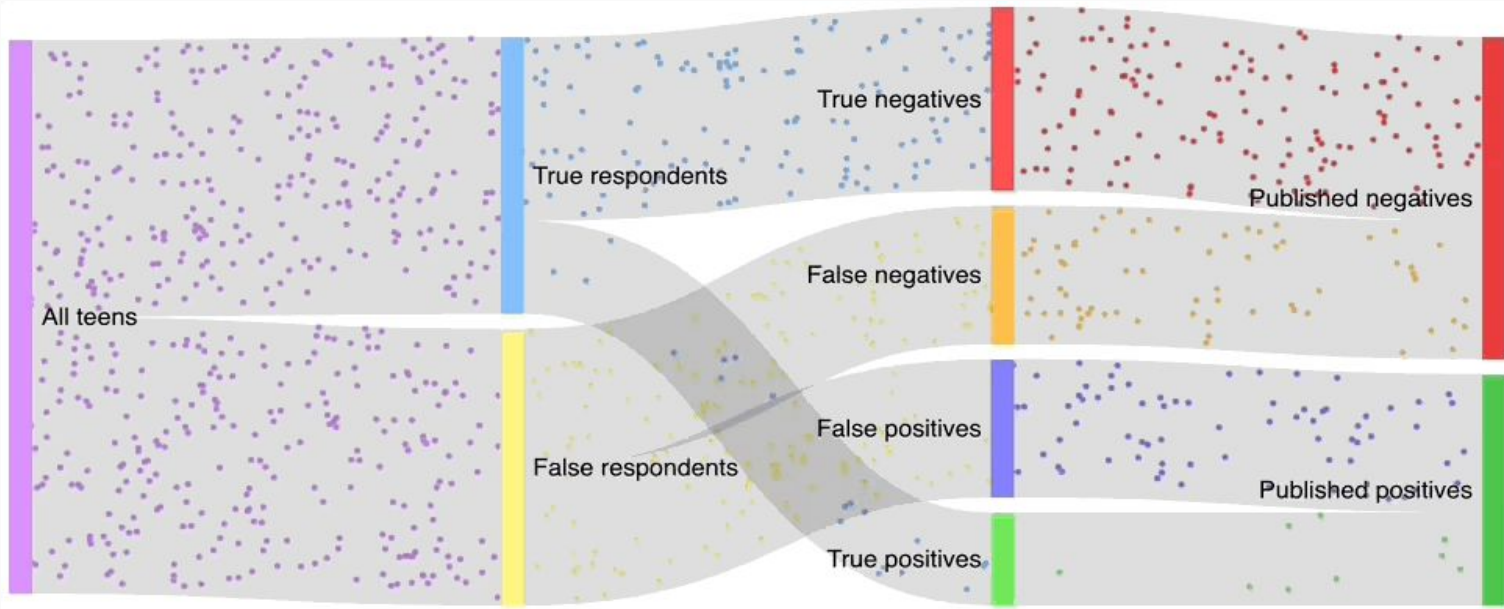 All teens
True respondents
False respondents
True negatives
False negatives
False positives
True positives
Published negatives
Published positives